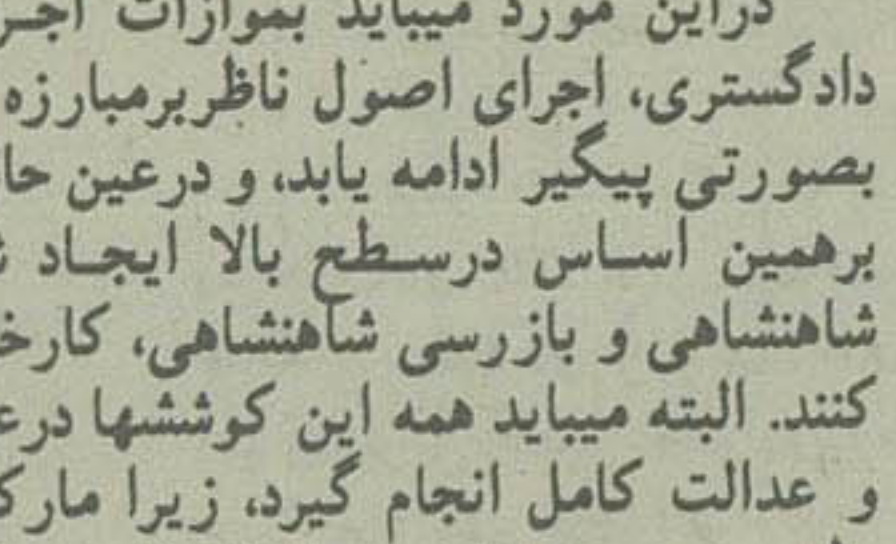 دراین مورد میباید بموازات اجر
دادگستری، اجرای اصول ناظربرمبارزه
بصورتی پیگیر ادامه یابد، و درعین حا
برهمین اساس درسطح بالا ایجاد
شاهنشاهی و بازرسی شاهنشاهی، کارخ
کنند. البته میباید همه این کوششها درع
و عدالت کامل انجام گیرد، زیرا مارک